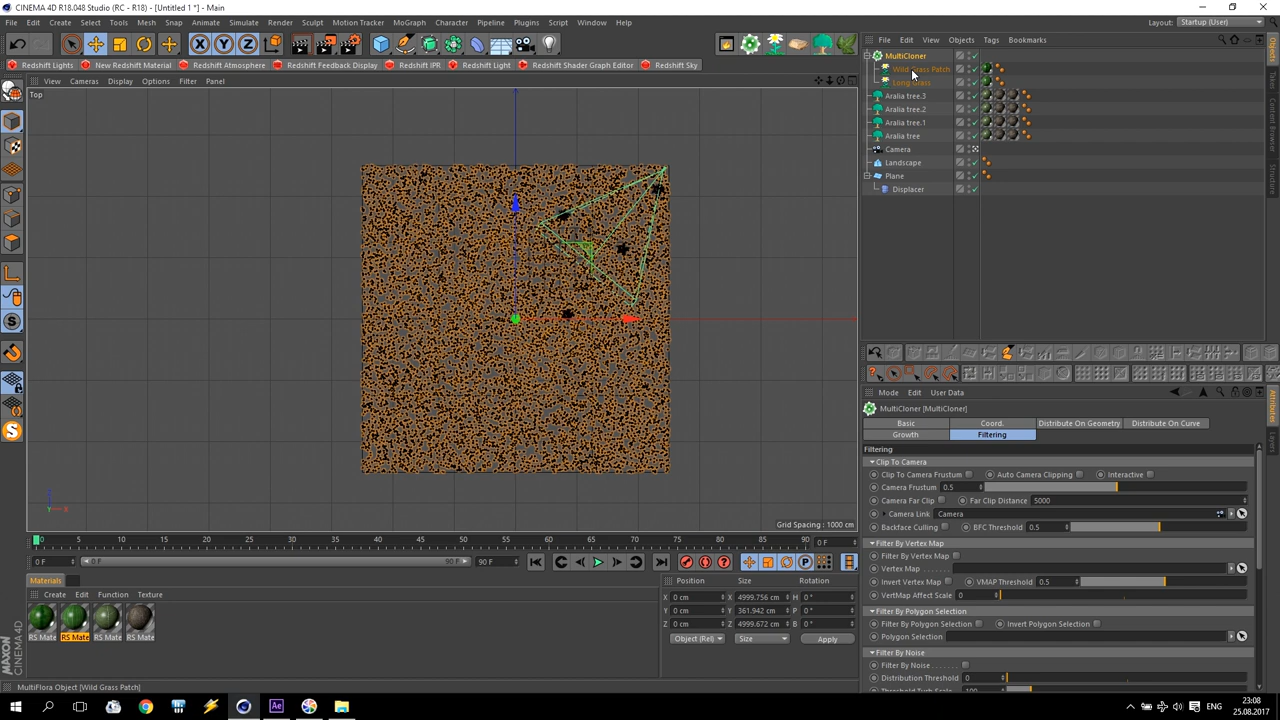 CINEMA 4D R18.048 Studio (RC - R18) - [Untitled 1 *] - Main
File Edit Create Select Tools Mesh Snap Animate Simulate Render Sculpt Motion Tracker MoGraph Character Pipeline Plugins Script Window Help
Layout: Startup (User)
X Y Z
Redshift Lights New Redshift Material Redshift Feedback Display Redshift IPR Redshift Light Redshift Shader Graph Editor Redshift Sky
File Edit View Objects Tags Bookmarks
View Cameras Display Options Filter Panel
Top
MultiCloner
Wild Grass Patch
Long Grass
Aralia tree.3
Aralia tree.2
Aralia tree.1
Aralia tree
Camera
Landscape
Plane
Displacer
Objects
Takes
Content Browser
Structure
Grid Spacing : 1000 cm
Mode Edit User Data
Attributes
Layers
MultiCloner [MultiCloner]
Basic Coord. Distribute On Geometry Distribute On Curve
Growth Filtering
Filtering
Clip To Camera
Clip To Camera Frustum Auto Camera Clipping Interactive
Camera Frustum 0.5
Camera Far Clip Far Clip Distance 5000
Camera Link Camera
Backface Culling BFC Threshold 0.5
Filter By Vertex Map
Filter By Vertex Map
Vertex Map
Invert Vertex Map VMAP Threshold 0.5
VertMap Affect Scale 0
Filter By Polygon Selection
Filter By Polygon Selection Invert Polygon Selection
Polygon Selection
Filter By Noise
Filter By Noise
Distribution Threshold 0
0 5 10 15 20 25 30 35 40 45 50 55 60 65 70 75 80 85 90 0 F
0 F 0 F 90 F 90 F
Materials
Create Edit Function Texture
RS Mate RS Mate RS Mate RS Mate
Position Size Rotation
X 0 cm X 4999.756 cm H 0 °
Y 0 cm Y 361.942 cm P 0 °
Z 0 cm Z 4999.672 cm B 0 °
Object (Rel) Size Apply
MAXON CINEMA 4D
MultiFlora Object [Wild Grass Patch]
23:08
25.08.2017